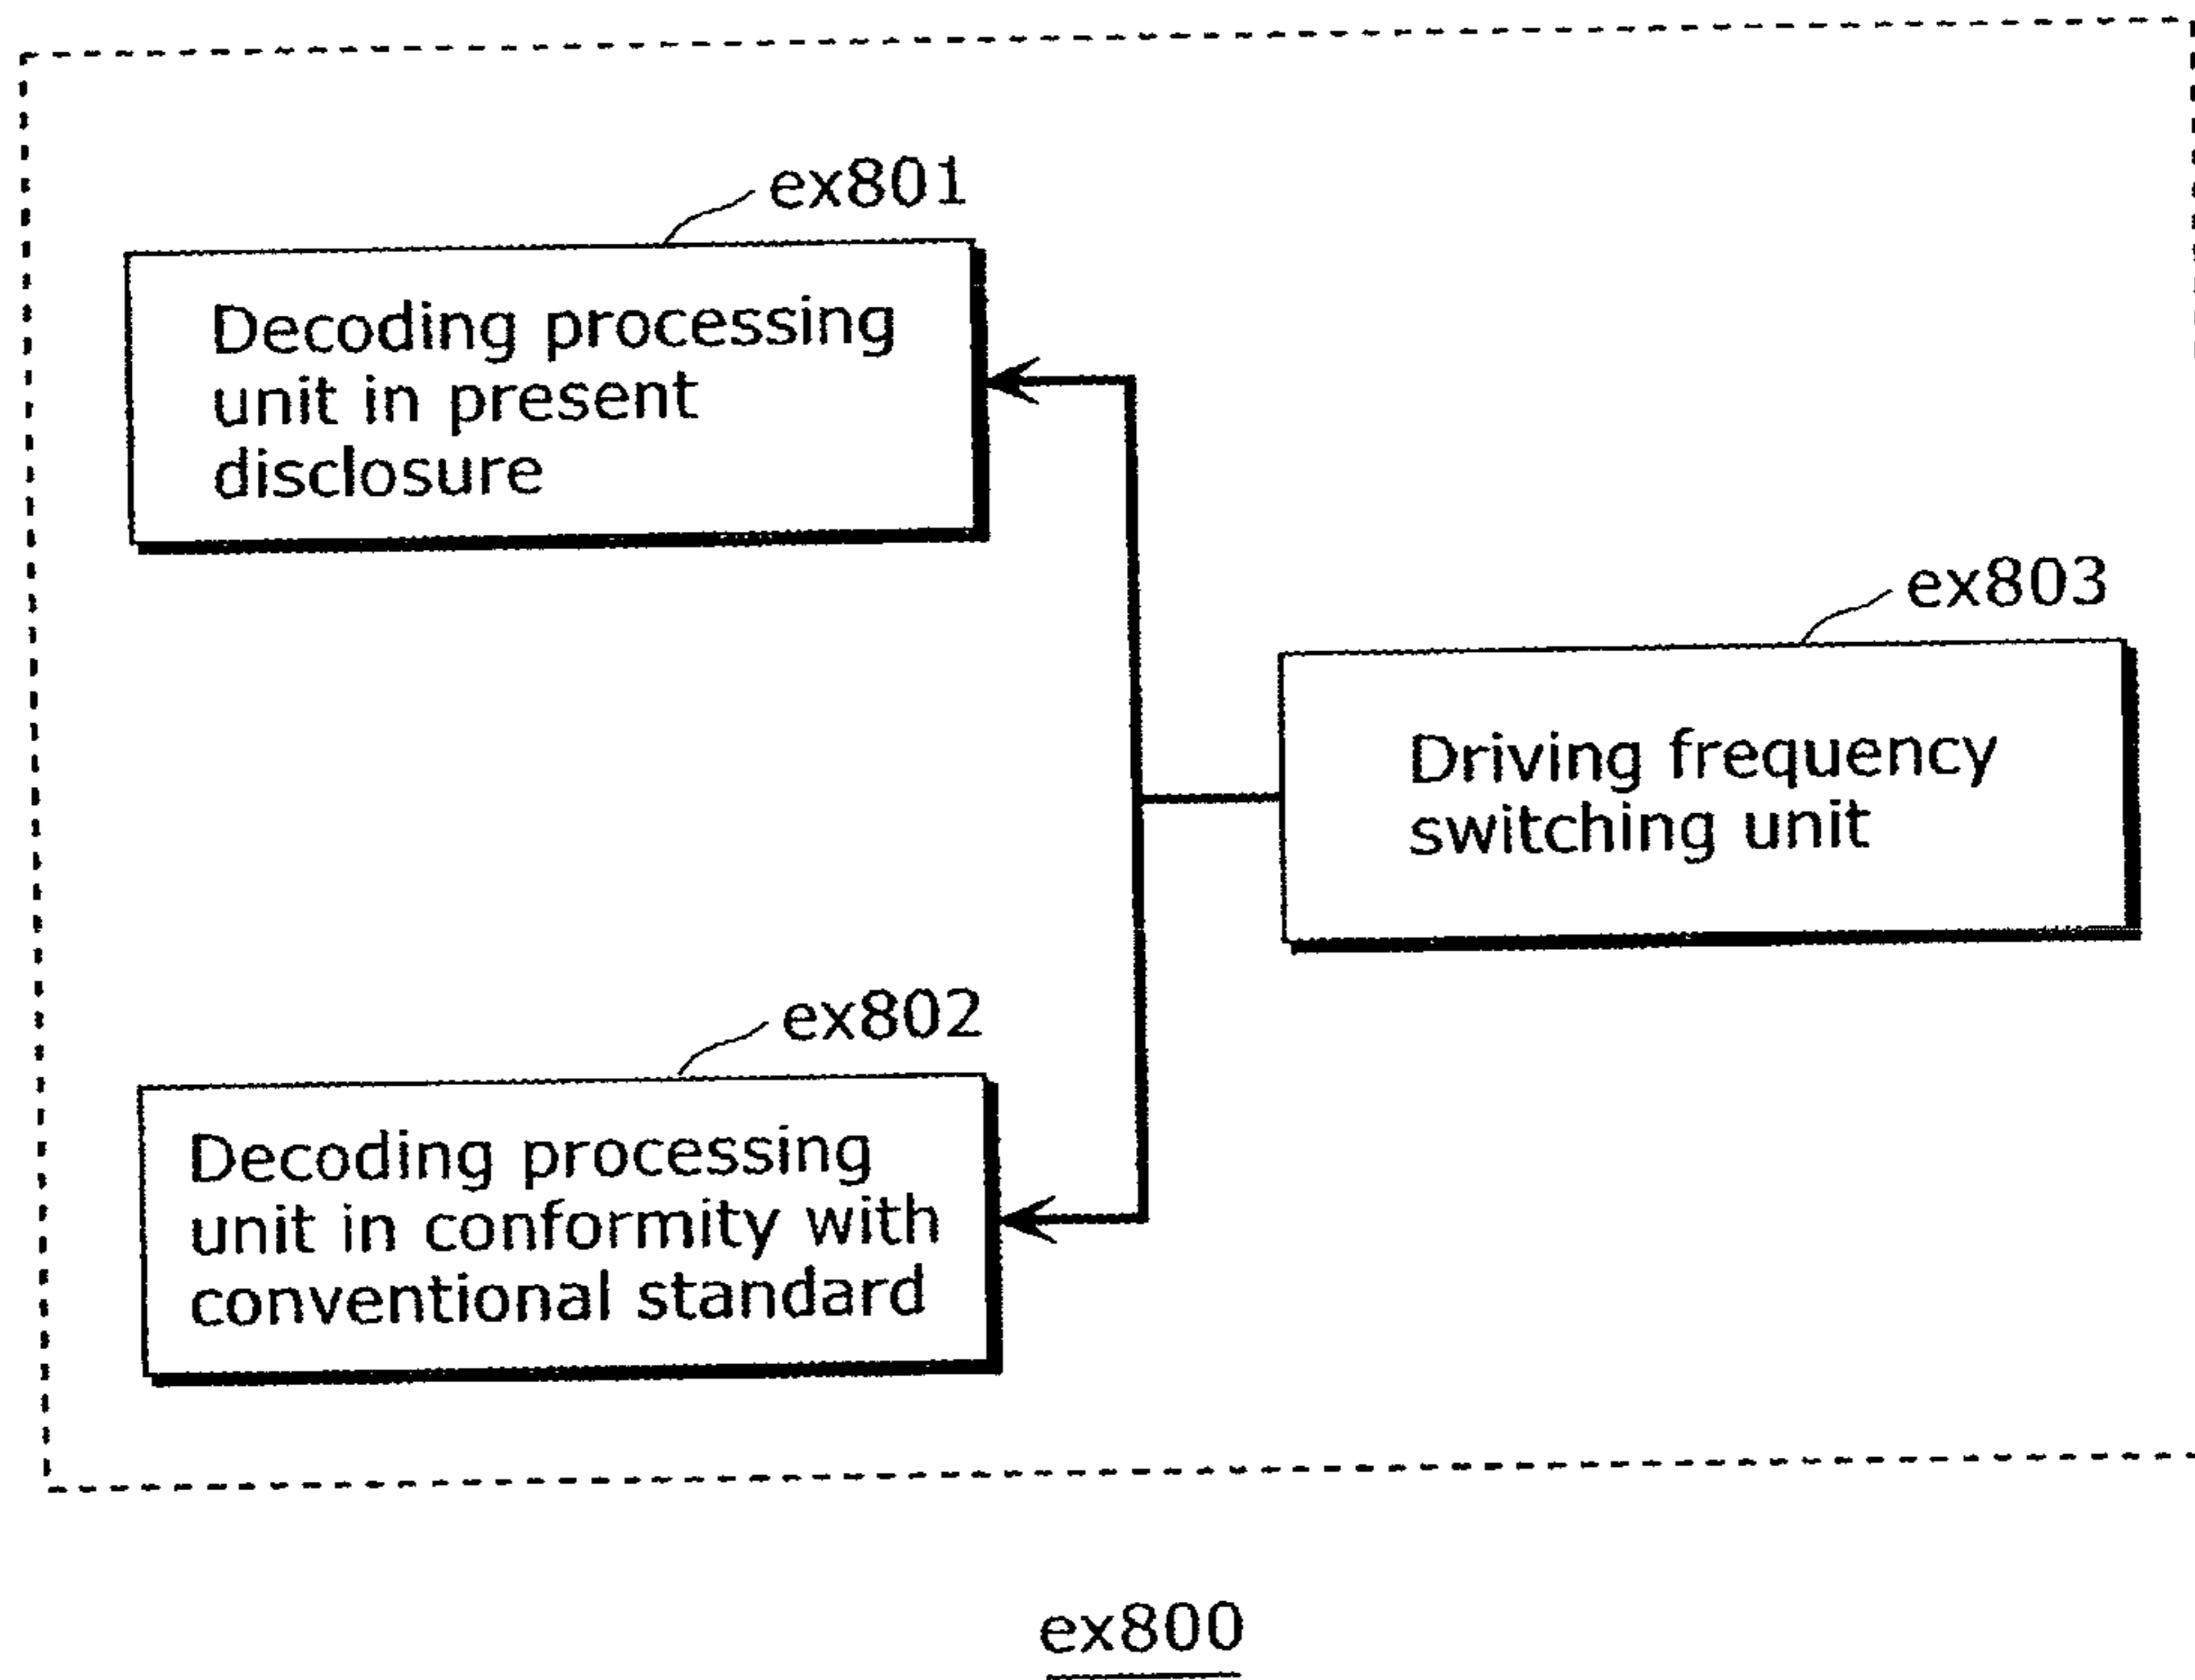 ex801
Decoding processing
unit in present
disclosure
ex803
Driving frequency
switching unit
ex802
Decoding processing
unit in conformity with
conventional standard
ex800